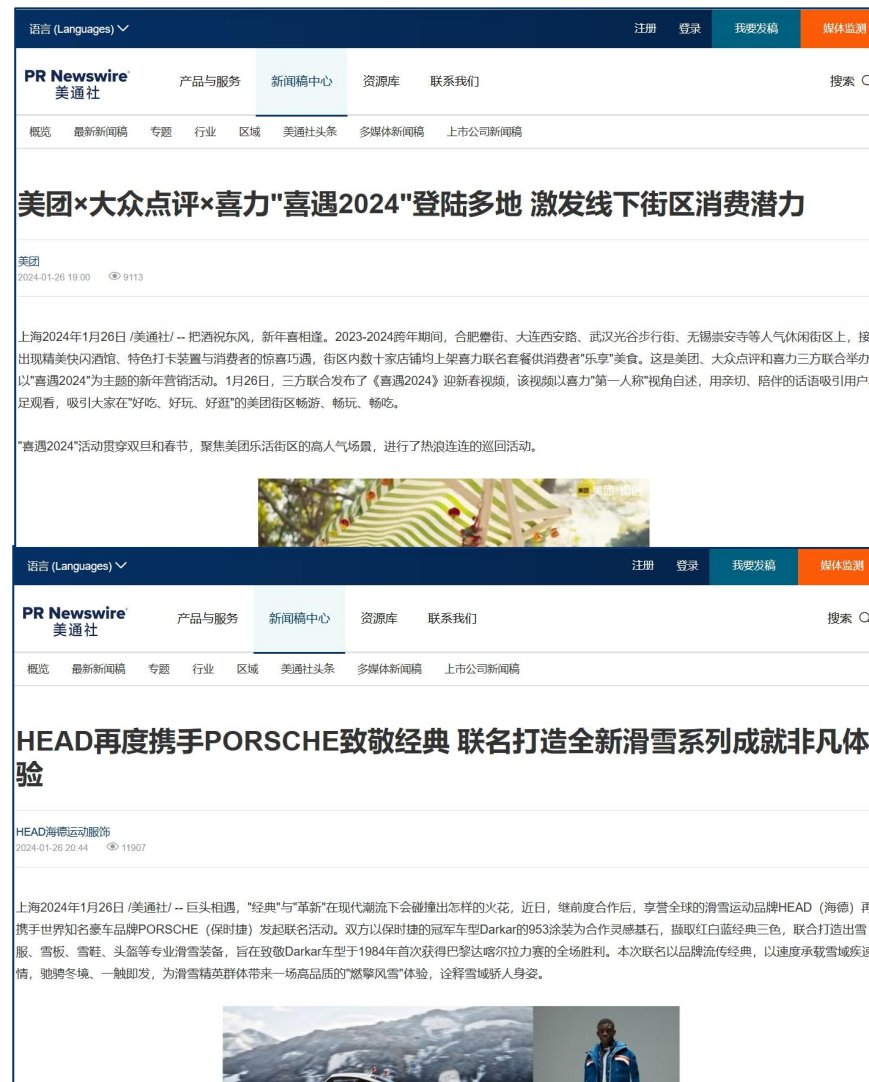 语言 (Languages)
注册 登录 我要发稿 媒体监测
PR Newswire
美通社
产品与服务 新闻稿中心 资源库 联系我们
搜索
概览 最新新闻稿 专题 行业 区域 美通社头条 多媒体新闻稿 上市公司新闻稿
美团×大众点评×喜力"喜遇2024"登陆多地 激发线下街区消费潜力
美团
2024-01-26 19:00 9113
上海2024年1月26日 /美通社/ -- 把酒祝东风，新年喜相逢。2023-2024跨年期间，合肥罍街、大连西安路、武汉光谷步行街、无锡崇安寺等人气休闲街区上，接
出现精美快闪酒馆、特色打卡装置与消费者的惊喜巧遇，街区内数十家店铺均上架喜力联名套餐供消费者"乐享"美食。这是美团、大众点评和喜力三方联合举办
以"喜遇2024"为主题的新年营销活动。1月26日，三方联合发布了《喜遇2024》迎新春视频，该视频以喜力"第一人称"视角自述，用亲切、陪伴的话语吸引用户
足观看，吸引大家在"好吃、好玩、好逛"的美团街区畅游、畅玩、畅吃。
"喜遇2024"活动贯穿双旦和春节，聚焦美团乐活街区的高人气场景，进行了热浪连连的巡回活动。
语言 (Languages)
注册 登录 我要发稿 媒体监测
PR Newswire
美通社
产品与服务 新闻稿中心 资源库 联系我们
搜索
概览 最新新闻稿 专题 行业 区域 美通社头条 多媒体新闻稿 上市公司新闻稿
HEAD再度携手PORSCHE致敬经典 联名打造全新滑雪系列成就非凡体
验
HEAD海德运动服饰
2024-01-26 20:44 11907
上海2024年1月26日 /美通社/ -- 巨头相遇，"经典"与"革新"在现代潮流下会碰撞出怎样的火花，近日，继前度合作后，享誉全球的滑雪运动品牌HEAD（海德）再
携手世界知名豪车品牌PORSCHE（保时捷）发起联名活动。双方以保时捷的冠军车型Darkar的953涂装为合作灵感基石，撷取红白蓝经典三色，联合打造出雪
服、雪板、雪鞋、头盔等专业滑雪装备，旨在致敬Darkar车型于1984年首次获得巴黎达喀尔拉力赛的全场胜利。本次联名以品牌流传经典，以速度承载雪域疾速
情，驰骋冬境、一触即发，为滑雪精英群体带来一场高品质的"燃擎风雪"体验，诠释雪域骄人身姿。